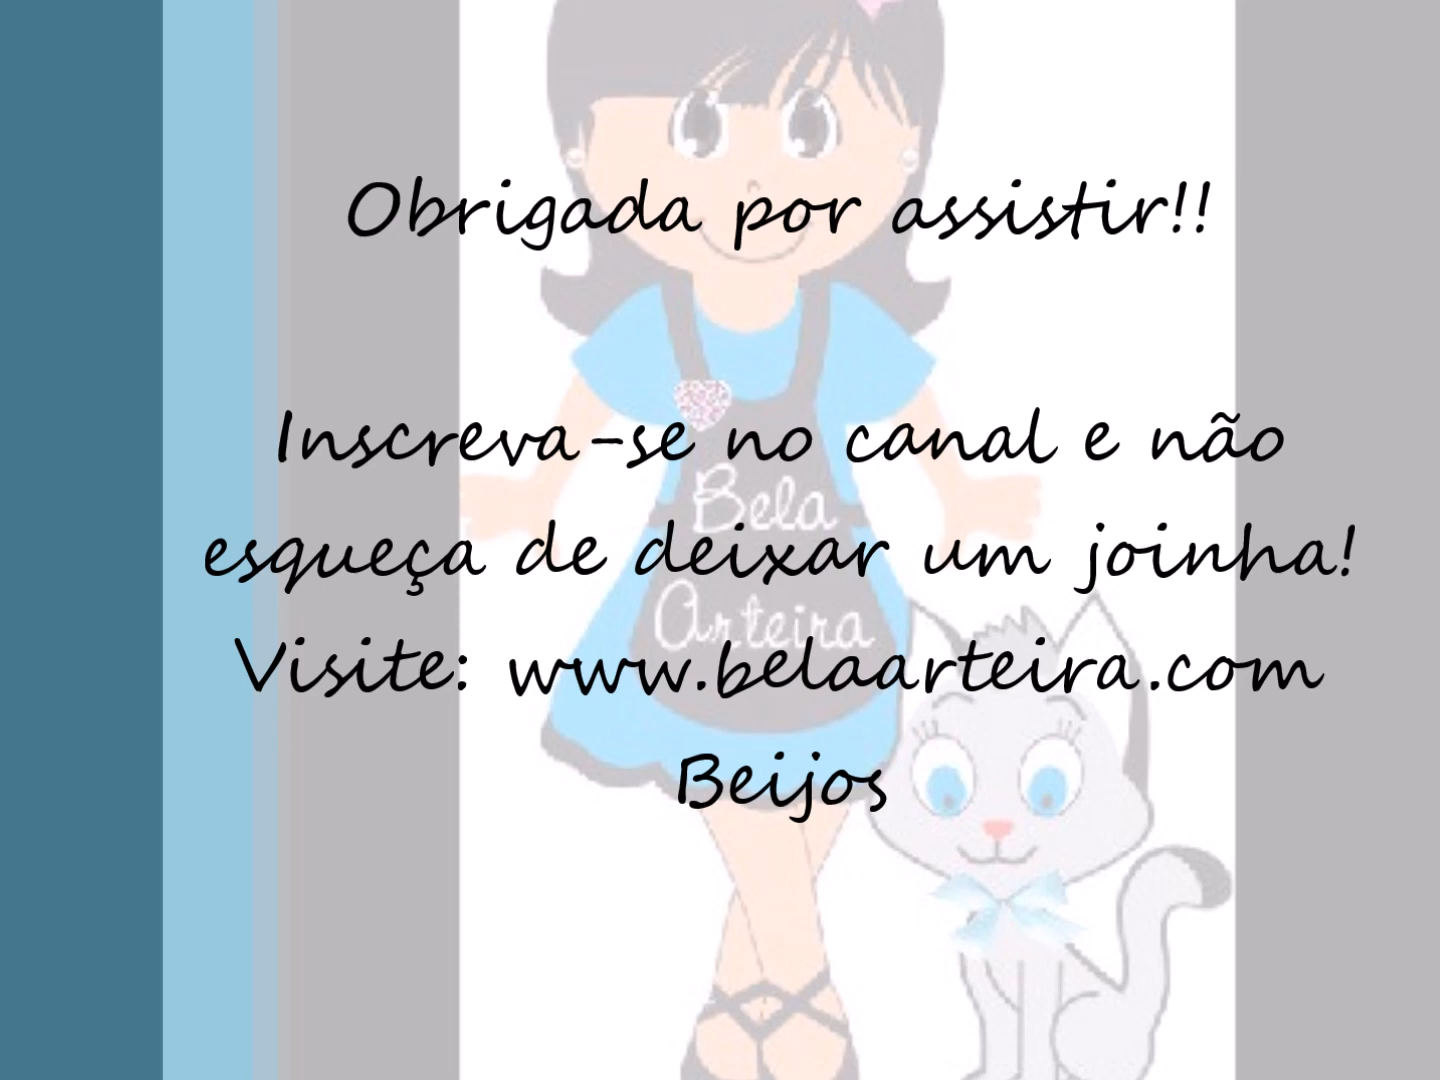 Obrigada por assistir!!
Inscreva-se no canal e não
esqueça de deixar um joinha!
Visite: www.belaarteira.com
Beijos
Bela
Arteira